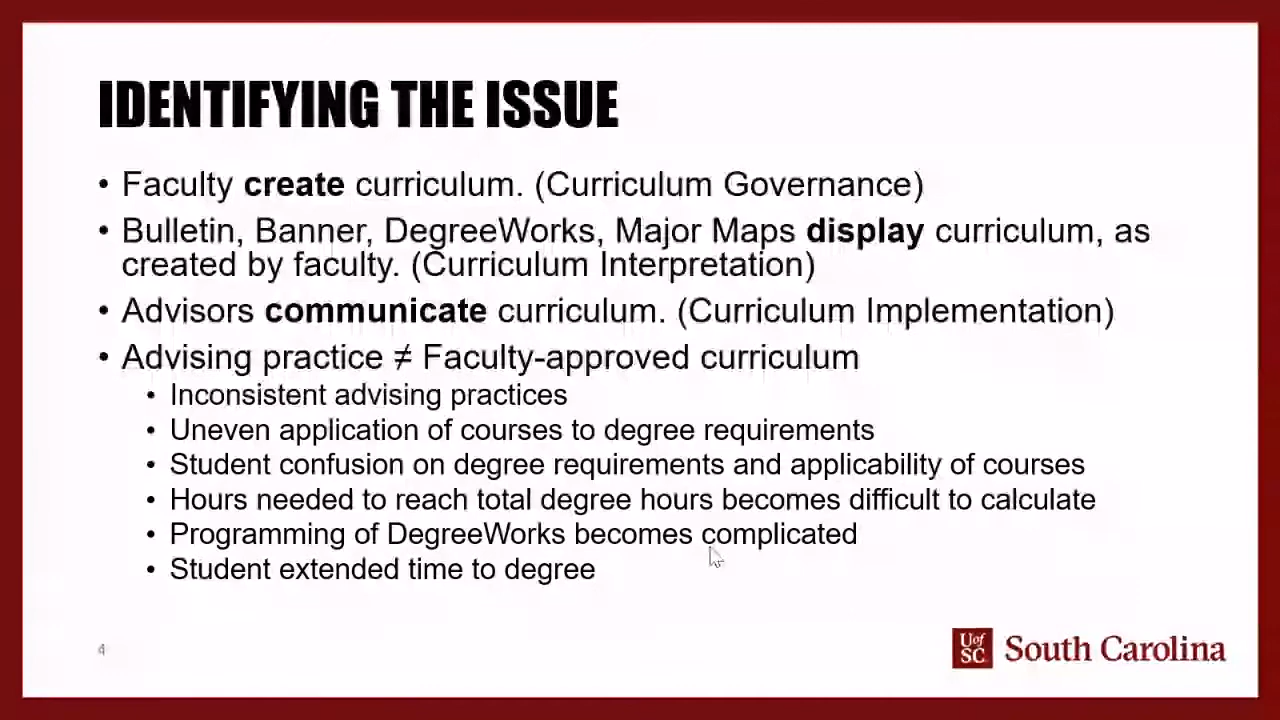 IDENTIFYING THE ISSUE
• Faculty create curriculum. (Curriculum Governance)
• Bulletin, Banner, DegreeWorks, Major Maps display curriculum, as
created by faculty. (Curriculum Interpretation)
• Advisors communicate curriculum. (Curriculum Implementation)
• Advising practice ≠ Faculty-approved curriculum
• Inconsistent advising practices
• Uneven application of courses to degree requirements
• Student confusion on degree requirements and applicability of courses
• Hours needed to reach total degree hours becomes difficult to calculate
• Programming of DegreeWorks becomes complicated
• Student extended time to degree
4
Uof
SC
South Carolina